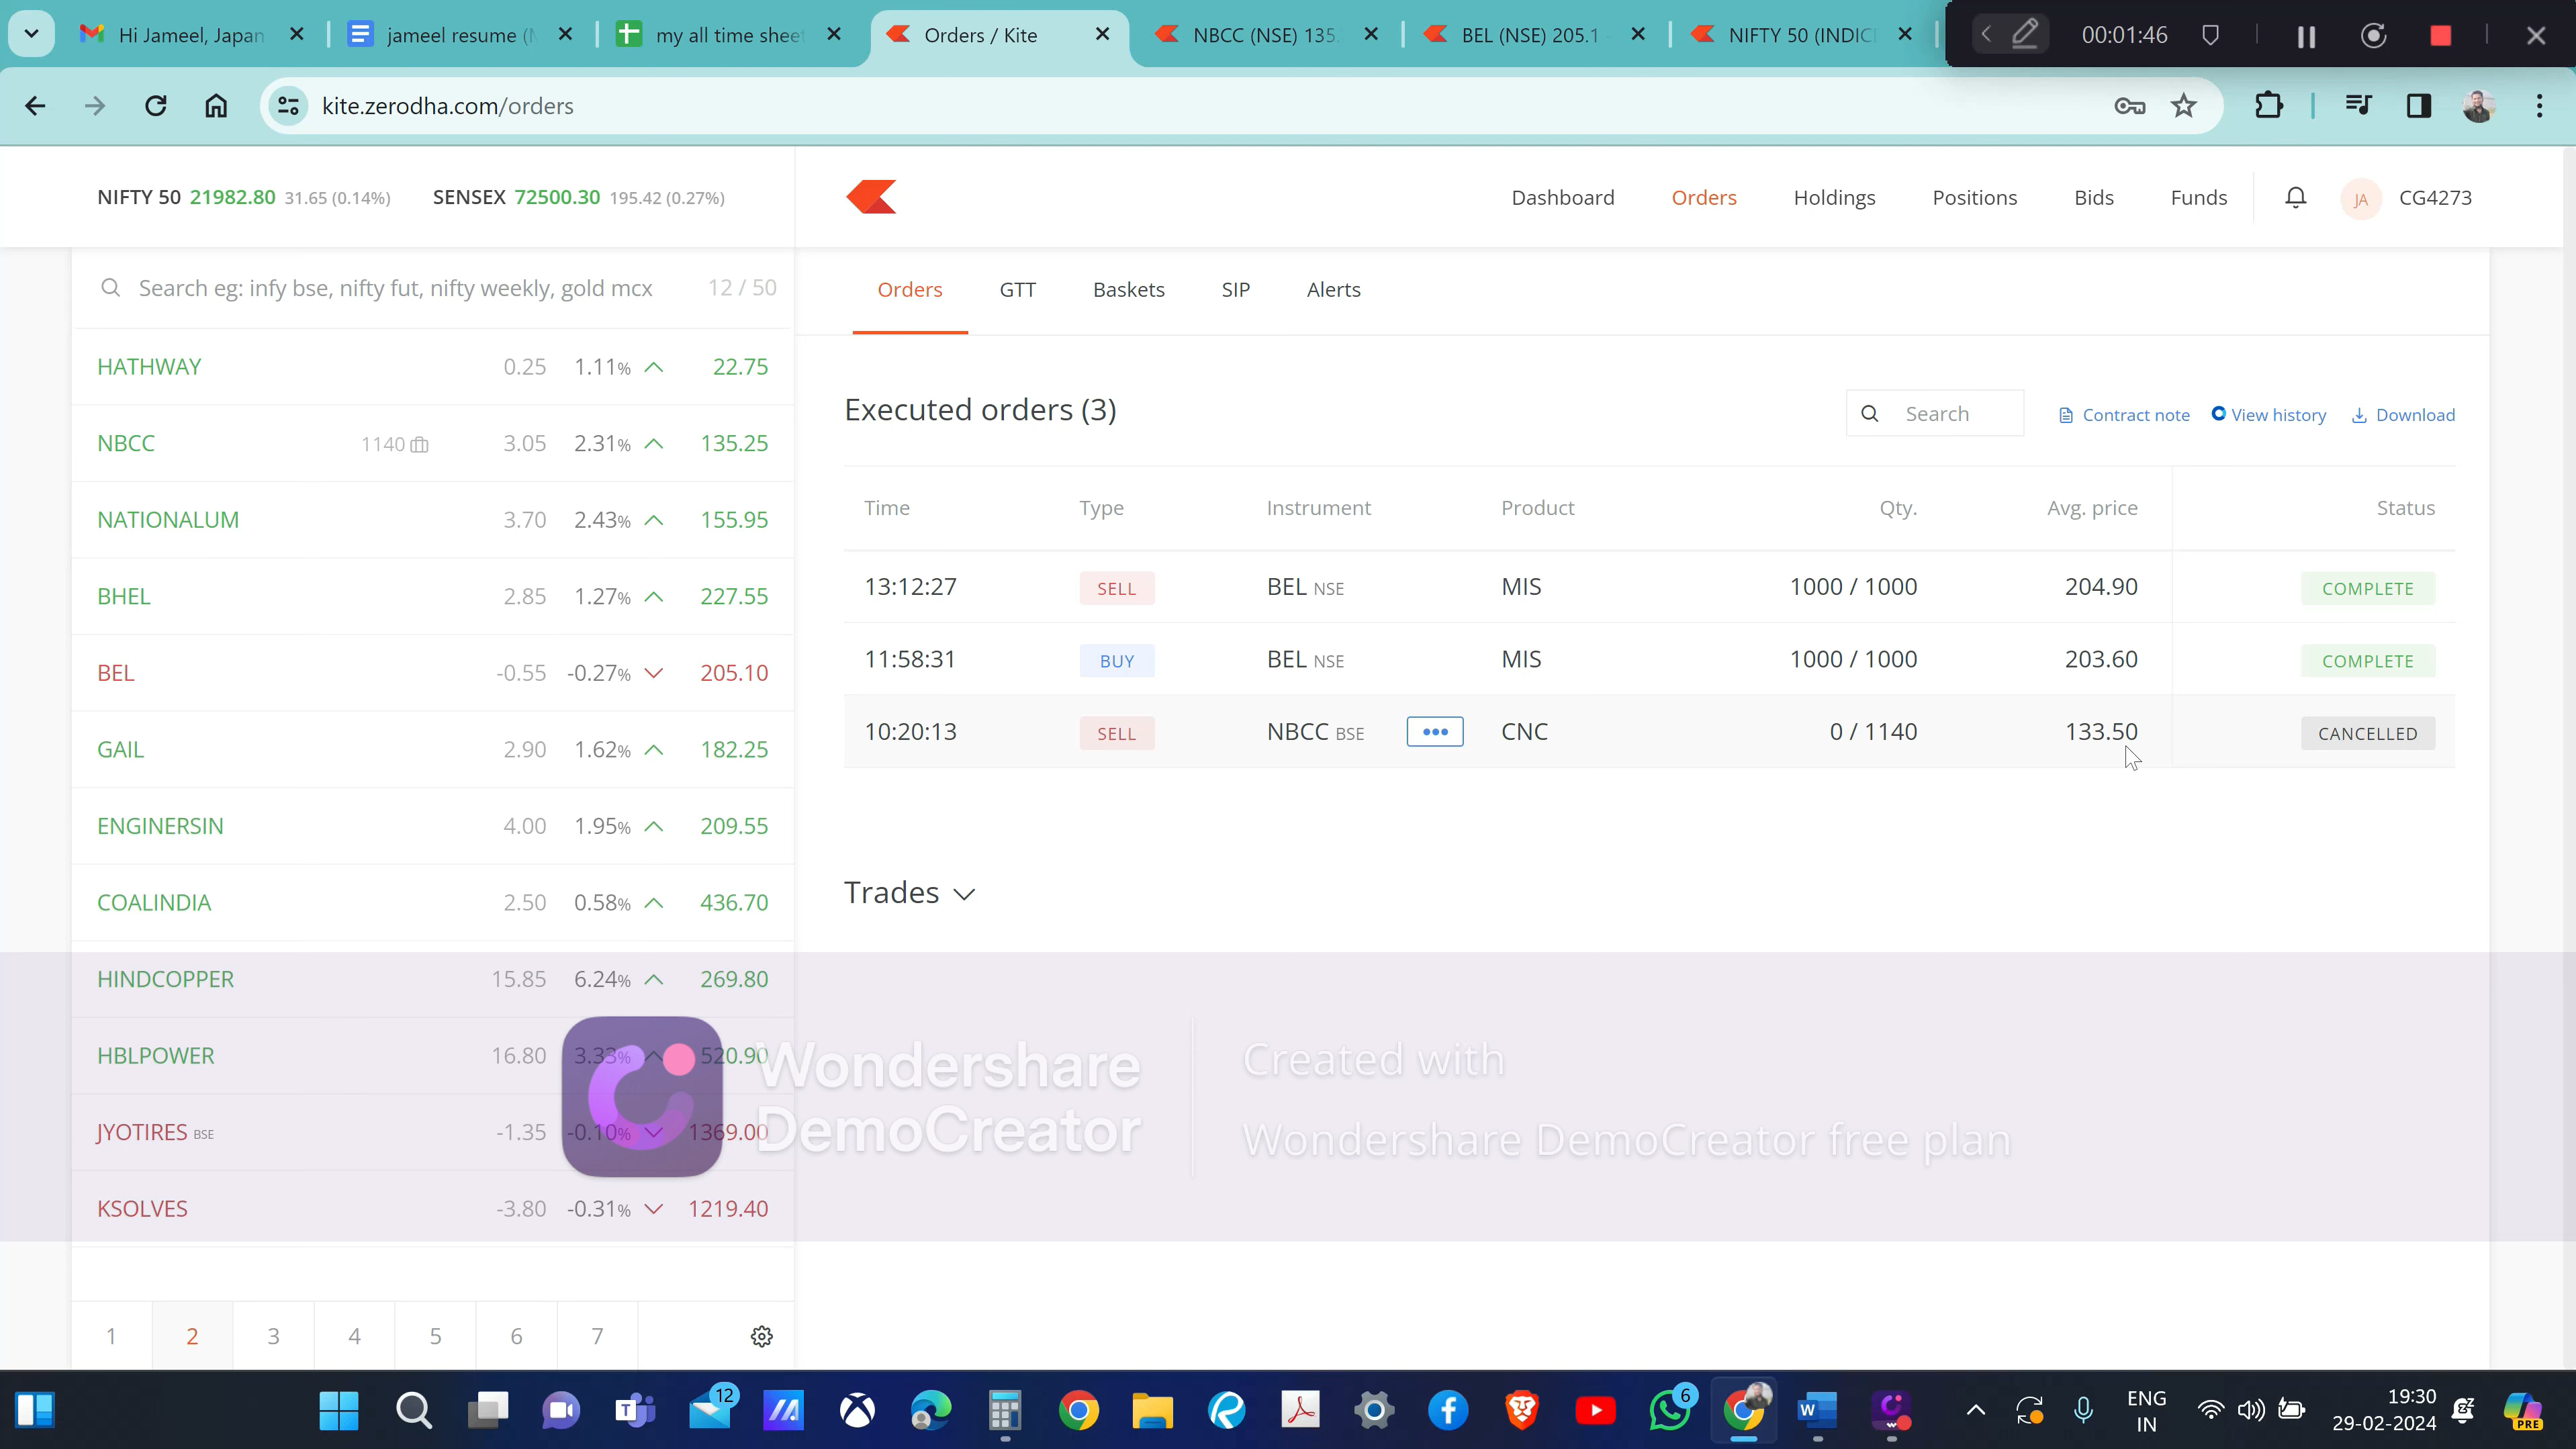 Hi Jameel, Japan
jameel resume (
my all time sheet
Orders / Kite
NBCC (NSE) 135.
BEL (NSE) 205.1
NIFTY 50 (INDIC
00:01:46
kite.zerodha.com/orders
NIFTY 50 21982.80 31.65 (0.14%) SENSEX 72500.30 195.42 (0.27%)
Dashboard Orders Holdings Positions Bids Funds JA CG4273
Search eg: infy bse, nifty fut, nifty weekly, gold mcx 12 / 50
HATHWAY 0.25 1.11% 22.75
NBCC 1140 3.05 2.31% 135.25
NATIONALUM 3.70 2.43% 155.95
BHEL 2.85 1.27% 227.55
BEL -0.55 -0.27% 205.10
GAIL 2.90 1.62% 182.25
ENGINERSIN 4.00 1.95% 209.55
COALINDIA 2.50 0.58% 436.70
HINDCOPPER 15.85 6.24% 269.80
HBLPOWER 16.80 3.33% 520.90
JYOTIRES BSE -1.35 -0.10% 1369.00
KSOLVES -3.80 -0.31% 1219.40
1 2 3 4 5 6 7
Orders GTT Baskets SIP Alerts
Executed orders (3)
Search Contract note View history Download
Time Type Instrument Product Qty. Avg. price Status
13:12:27 SELL BEL NSE MIS 1000 / 1000 204.90 COMPLETE
11:58:31 BUY BEL NSE MIS 1000 / 1000 203.60 COMPLETE
10:20:13 SELL NBCC BSE CNC 0 / 1140 133.50 CANCELLED
Trades
Wondershare
DemoCreator
Created with
Wondershare DemoCreator free plan
12
6
ENG
IN
19:30
29-02-2024
PRE